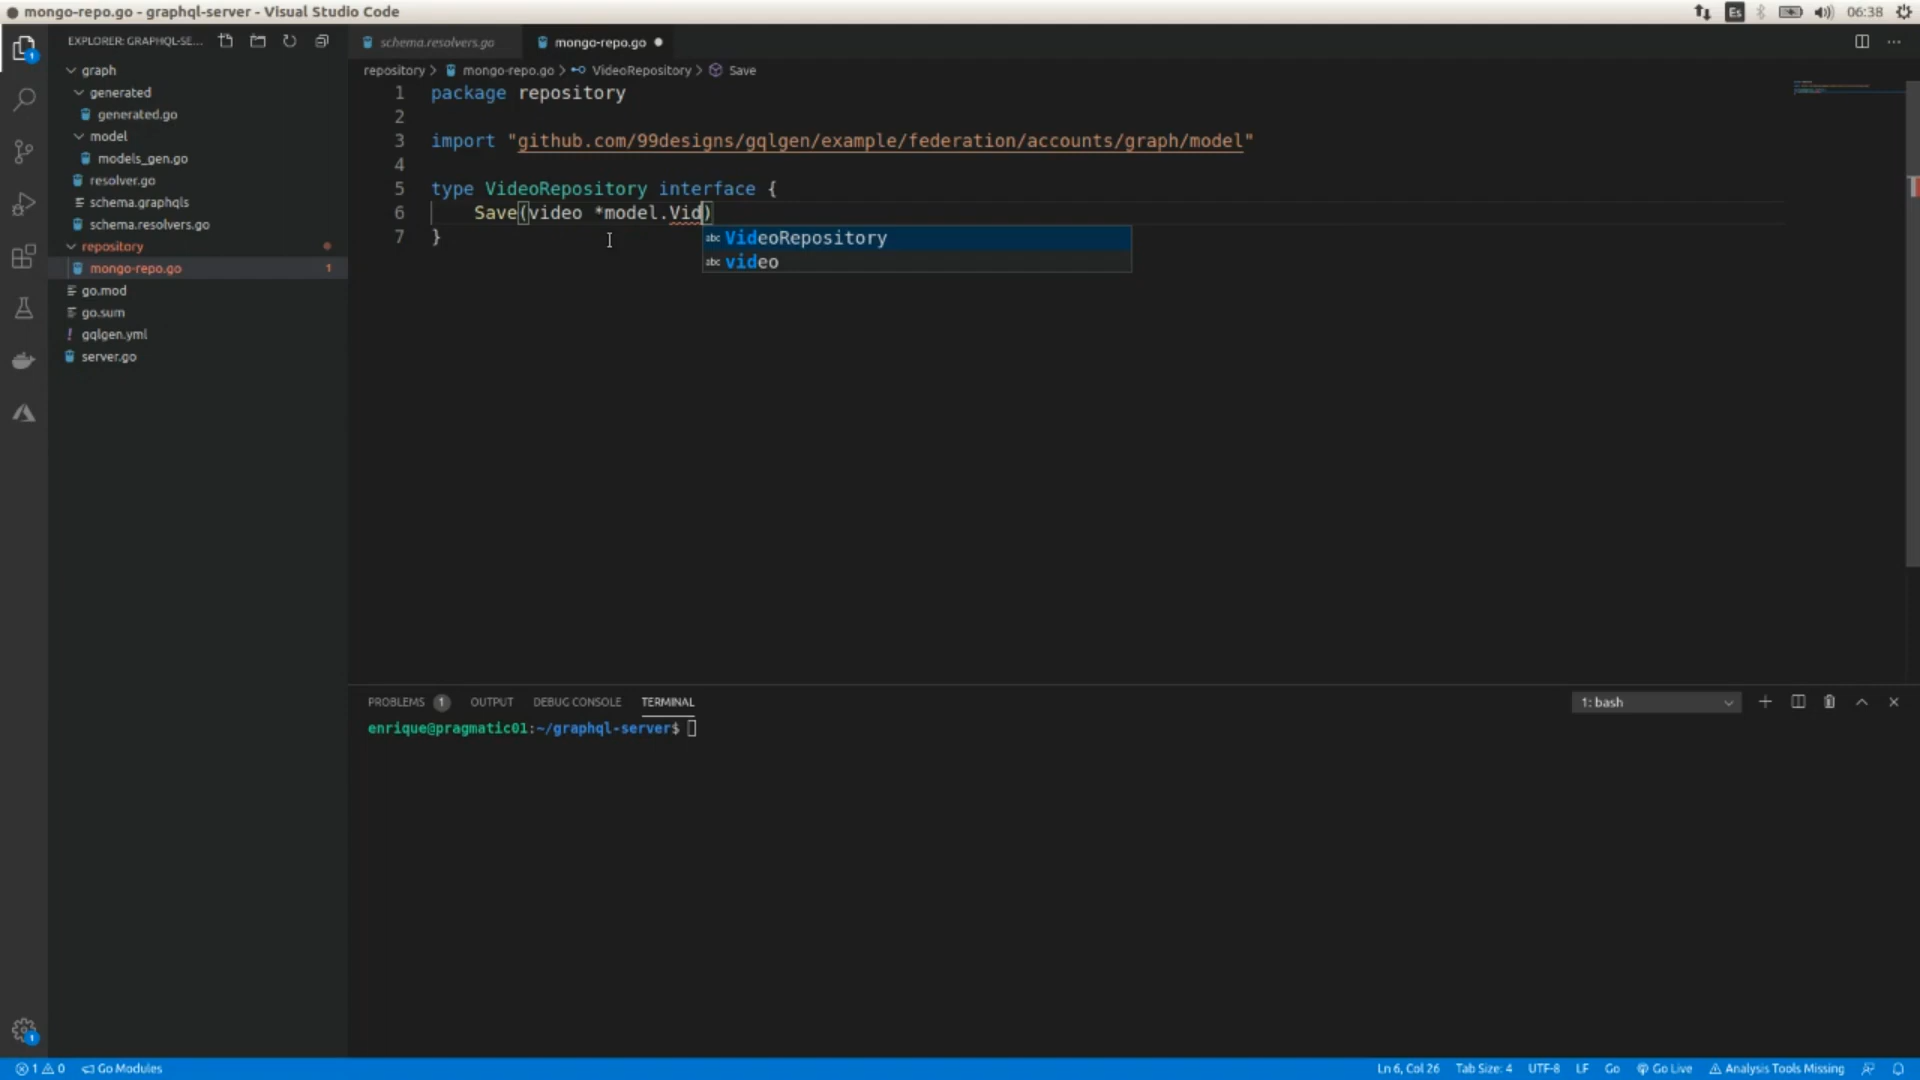 mongo-repo.go - graphql-server - Visual Studio Code
Es
06:38
EXPLORER: GRAPHQL-SE...
schema.resolvers.go
mongo-repo.go
repository > mongo-repo.go > VideoRepository > Save
graph
generated
generated.go
model
models_gen.go
resolver.go
schema.graphqls
schema.resolvers.go
repository
mongo-repo.go 1
go.mod
go.sum
gqlgen.yml
server.go
1 package repository
2
3 import "github.com/99designs/gqlgen/example/federation/accounts/graph/model"
4
5 type VideoRepository interface {
6 Save(video *model.Vid)
7 }
abc VideoRepository
abc video
PROBLEMS 1 OUTPUT DEBUG CONSOLE TERMINAL
1: bash
enrique@pragmatic01:~/graphql-server$
1 0 Go Modules
Ln 6, Col 26 Tab Size: 4 UTF-8 LF Go Go Live Analysis Tools Missing